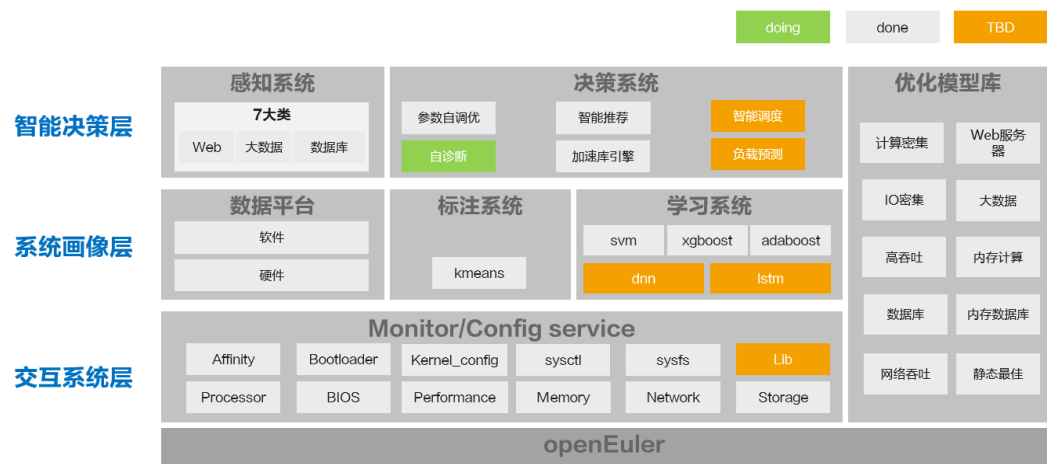 doing
done
TBD
智能决策层
感知系统
7大类
Web
大数据
数据库
决策系统
参数自调优
智能推荐
智能调度
自诊断
加速库引擎
负载预测
优化模型库
计算密集
Web服务
器
IO密集
大数据
高吞吐
内存计算
数据库
内存数据库
网络吞吐
静态最佳
系统画像层
数据平台
软件
硬件
标注系统
kmeans
学习系统
svm
xgboost
adaboost
dnn
lstm
交互系统层
Monitor/Config service
Affinity
Bootloader
Kernel_config
sysctl
sysfs
Lib
Processor
BIOS
Performance
Memory
Network
Storage
openEuler